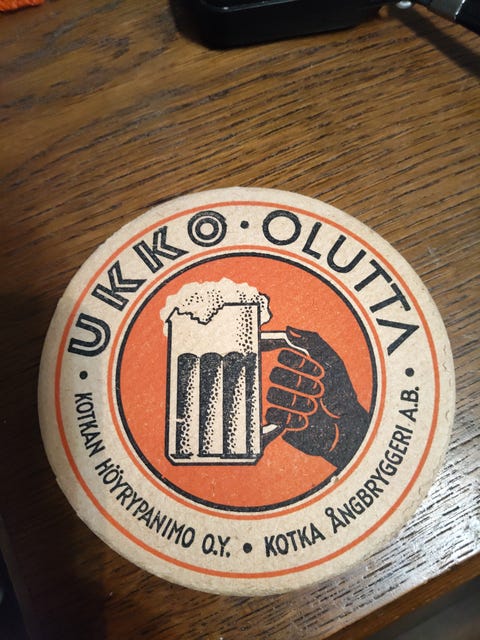 UKKO · OLUTTA
· KOTKAN HÖYRYPANIMO O.Y. • KOTKA ÅNGBRYGGERI A.B. ·